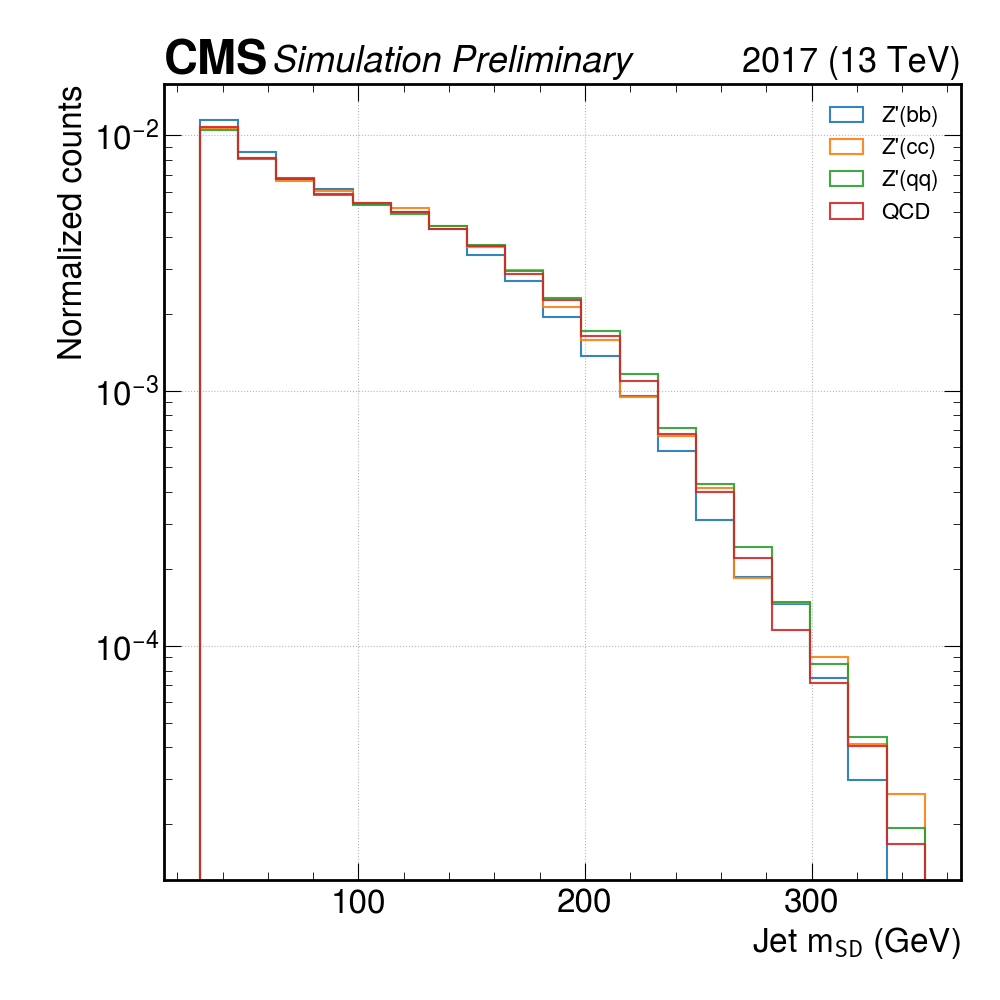 CMS Simulation Preliminary 2017 (13 TeV)
Normalized counts
10⁻²
10⁻³
10⁻⁴
Z'(bb)
Z'(cc)
Z'(qq)
QCD
100 200 300
Jet m_SD (GeV)